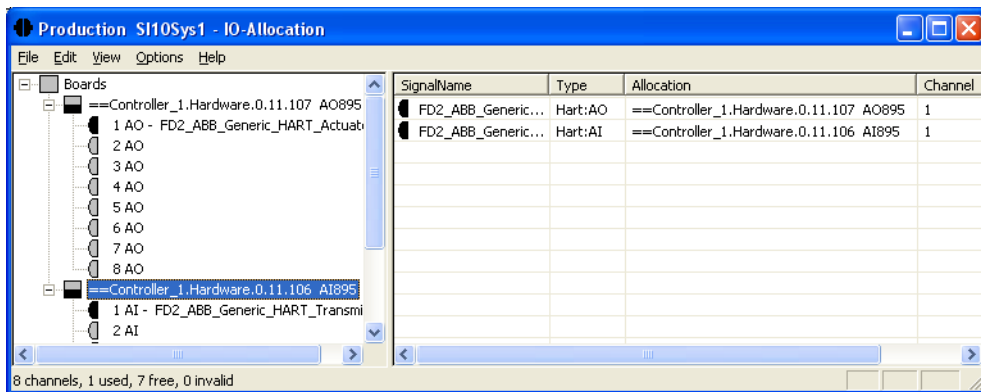 Production SI10Sys1 - IO-Allocation
File Edit View Options Help
Boards
==Controller_1.Hardware.0.11.107 AO895
1 AO - FD2_ABB_Generic_HART_Actuat
2 AO
3 AO
4 AO
5 AO
6 AO
7 AO
8 AO
==Controller_1.Hardware.0.11.106 AI895
1 AI - FD2_ABB_Generic_HART_Transmi
2 AI
SignalName Type Allocation Channel
FD2_ABB_Generic... Hart:AO ==Controller_1.Hardware.0.11.107 AO895 1
FD2_ABB_Generic... Hart:AI ==Controller_1.Hardware.0.11.106 AI895 1
8 channels, 1 used, 7 free, 0 invalid